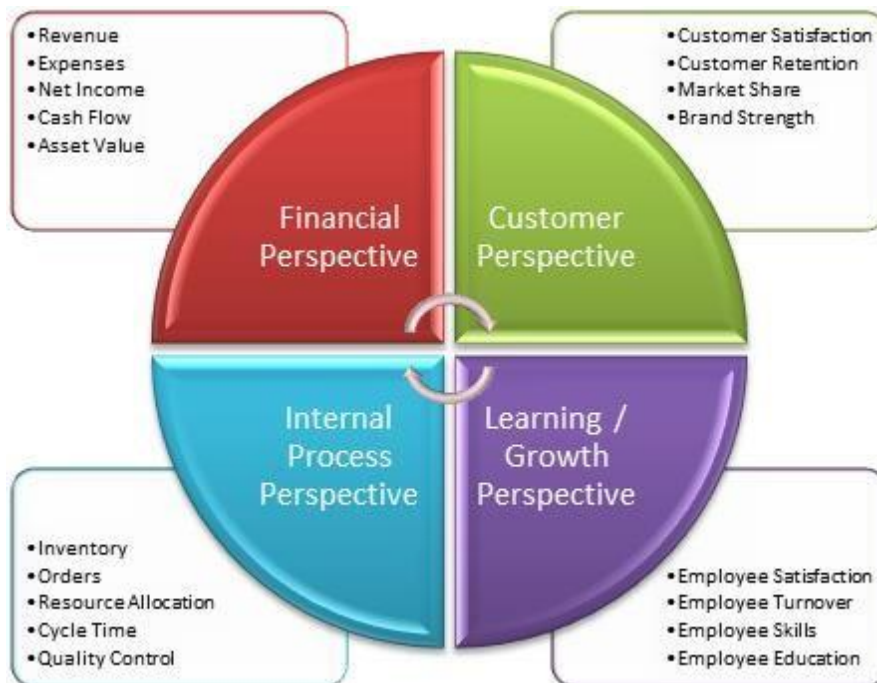 •Revenue
•Expenses
•Net Income
•Cash Flow
•Asset Value
•Customer Satisfaction
•Customer Retention
•Market Share
•Brand Strength
Financial
Perspective
Customer
Perspective
Internal
Process
Perspective
Learning /
Growth
Perspective
•Inventory
•Orders
•Resource Allocation
•Cycle Time
•Quality Control
•Employee Satisfaction
•Employee Turnover
•Employee Skills
•Employee Education